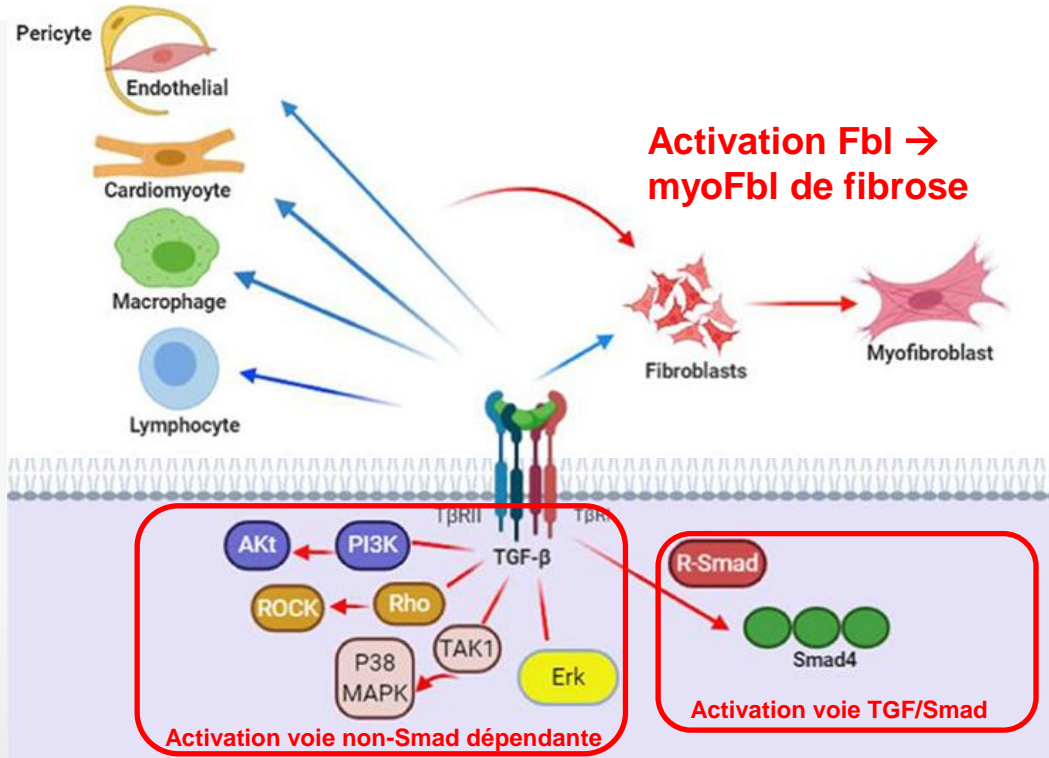 Pericyte
Endothelial
Cardiomyoyte
Macrophage
Lymphocyte
Activation Fbl →
myoFbl de fibrose
Fibroblasts
Myofibroblast
TβRII
TβRI
TGF-β
AKt
PI3K
ROCK
Rho
P38
MAPK
TAK1
Erk
Activation voie non-Smad dépendante
R-Smad
Smad4
Activation voie TGF/Smad